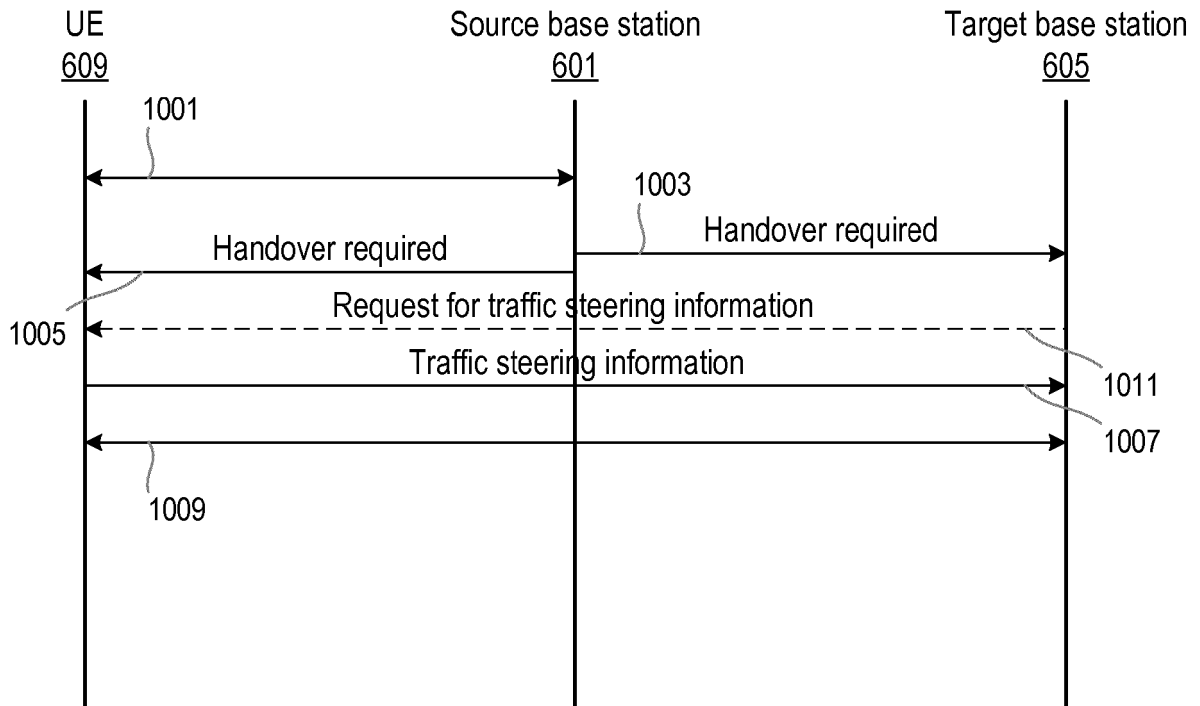 UE
Source base station
Target base station
609
601
605
1001
1003
Handover required
Handover required
Request for traffic steering information
1005
Traffic steering information
1011
1007
1009